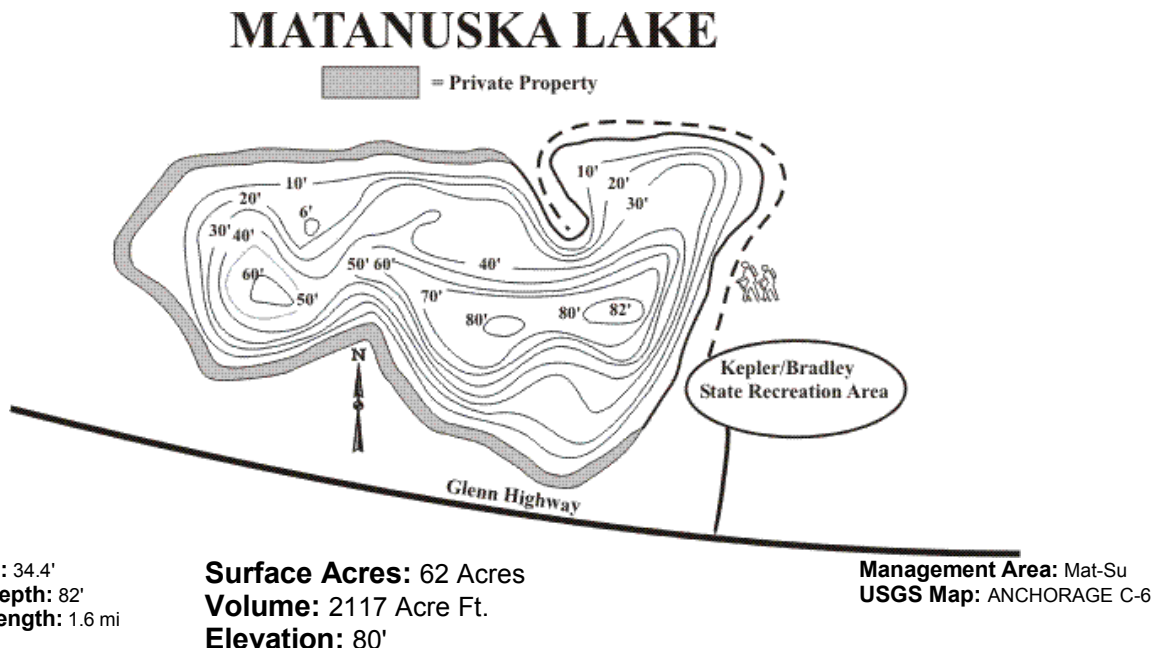 MATANUSKA LAKE
= Private Property
10'
20'
30'
10'
20'
6'
30'
40'
60'
50'
50'
60'
40'
70'
80'
80'
82'
N
Kepler/Bradley
State Recreation Area
Glenn Highway
: 34.4'
epth: 82'
ength: 1.6 mi
Surface Acres: 62 Acres
Volume: 2117 Acre Ft.
Elevation: 80'
Management Area: Mat-Su
USGS Map: ANCHORAGE C-6